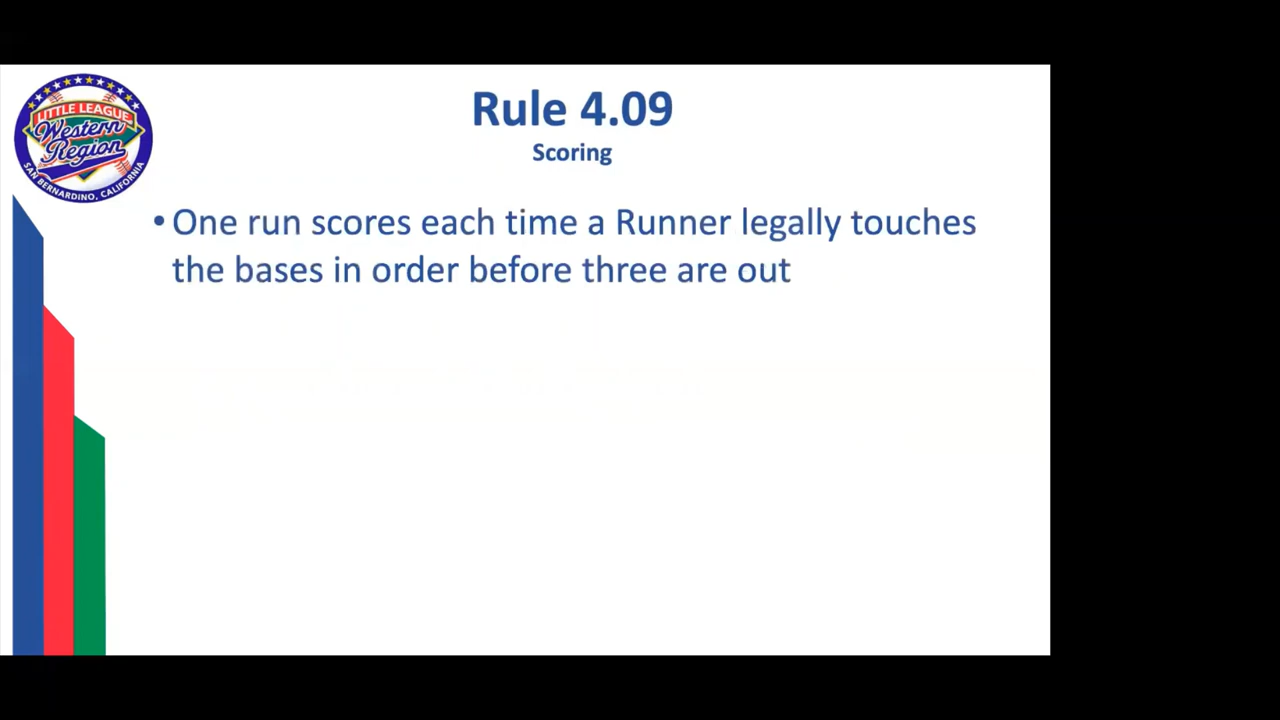 LITTLE LEAGUE
Western
Region
SAN BERNARDINO, CALIFORNIA
Rule 4.09
Scoring
• One run scores each time a Runner legally touches
the bases in order before three are out